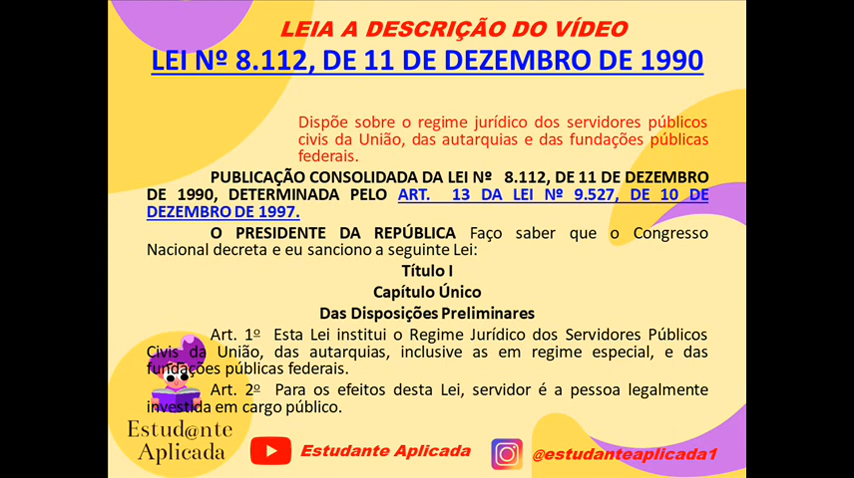 LEIA A DESCRIÇÃO DO VÍDEO
LEI Nº 8.112, DE 11 DE DEZEMBRO DE 1990
Dispõe sobre o regime jurídico dos servidores públicos
civis da União, das autarquias e das fundações públicas
federais.
PUBLICAÇÃO CONSOLIDADA DA LEI Nº 8.112, DE 11 DE DEZEMBRO
DE 1990, DETERMINADA PELO ART. 13 DA LEI Nº 9.527, DE 10 DE
DEZEMBRO DE 1997.
O PRESIDENTE DA REPÚBLICA Faço saber que o Congresso
Nacional decreta e eu sanciono a seguinte Lei:
Título I
Capítulo Único
Das Disposições Preliminares
Art. 1º Esta Lei institui o Regime Jurídico dos Servidores Públicos
Civis da União, das autarquias, inclusive as em regime especial, e das
fundações públicas federais.
Art. 2º Para os efeitos desta Lei, servidor é a pessoa legalmente
investida em cargo público.
Estud@nte
Aplicada
Estudante Aplicada
@estudanteaplicada1